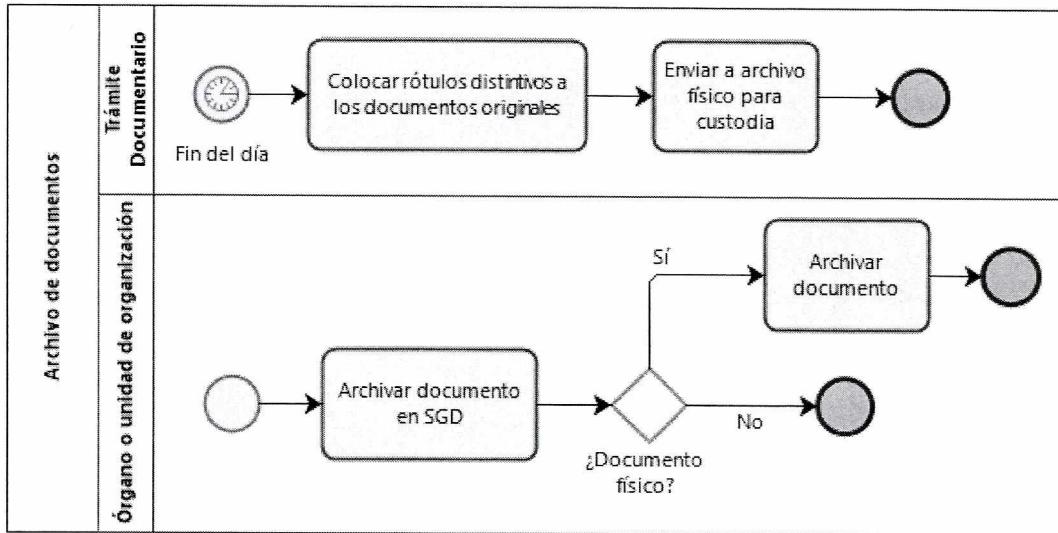 Archivo de documentos
Trámite
Documentario
Fin del día
Colocar rótulos distintivos a
los documentos originales
Enviar a archivo
físico para
custodia
Órgano o unidad de organización
Archivar documento
en SGD
¿Documento
físico?
Sí
Archivar
documento
No